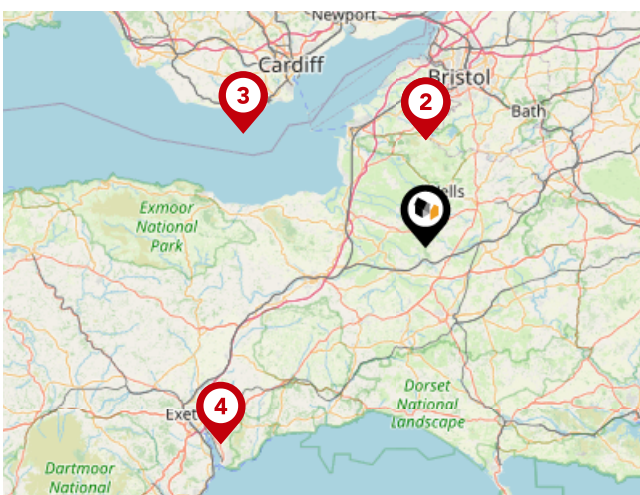 Newport
Cardiff
3
Bristol
2
Bath
ells
Exmoor
National
Park
Dorset
National
Landscape
4
Exet
Dartmoor
National